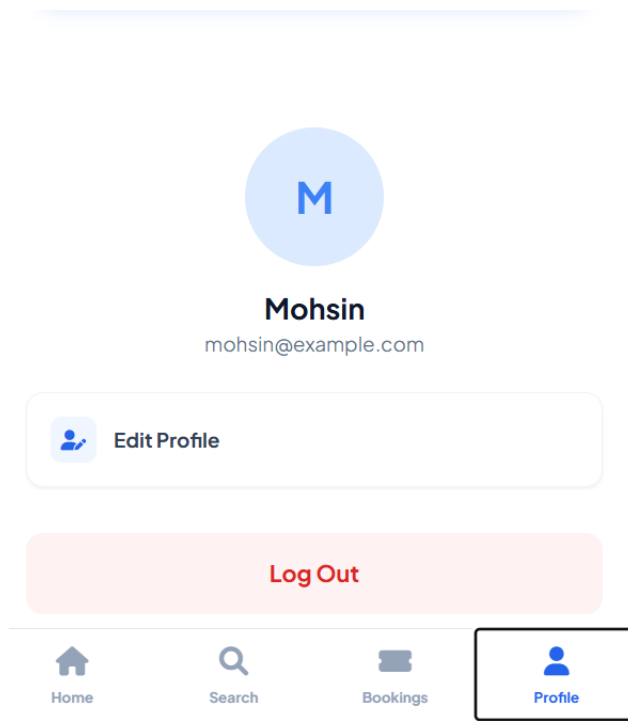 M
Mohsin
mohsin@example.com
Edit Profile
Log Out
Home Search Bookings Profile